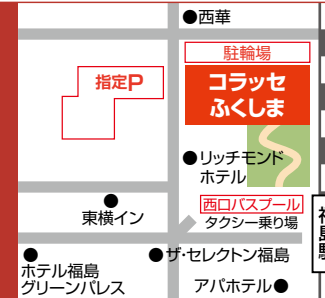 ●西華
駐輪場
指定P
コラッセ
ふくしま
●リッチモンド
ホテル
西口バスプール
タクシー乗り場
●
東横イン
福島駅
●
ホテル福島
グリーンパレス
●ザ・セレクトン福島
アパホテル●